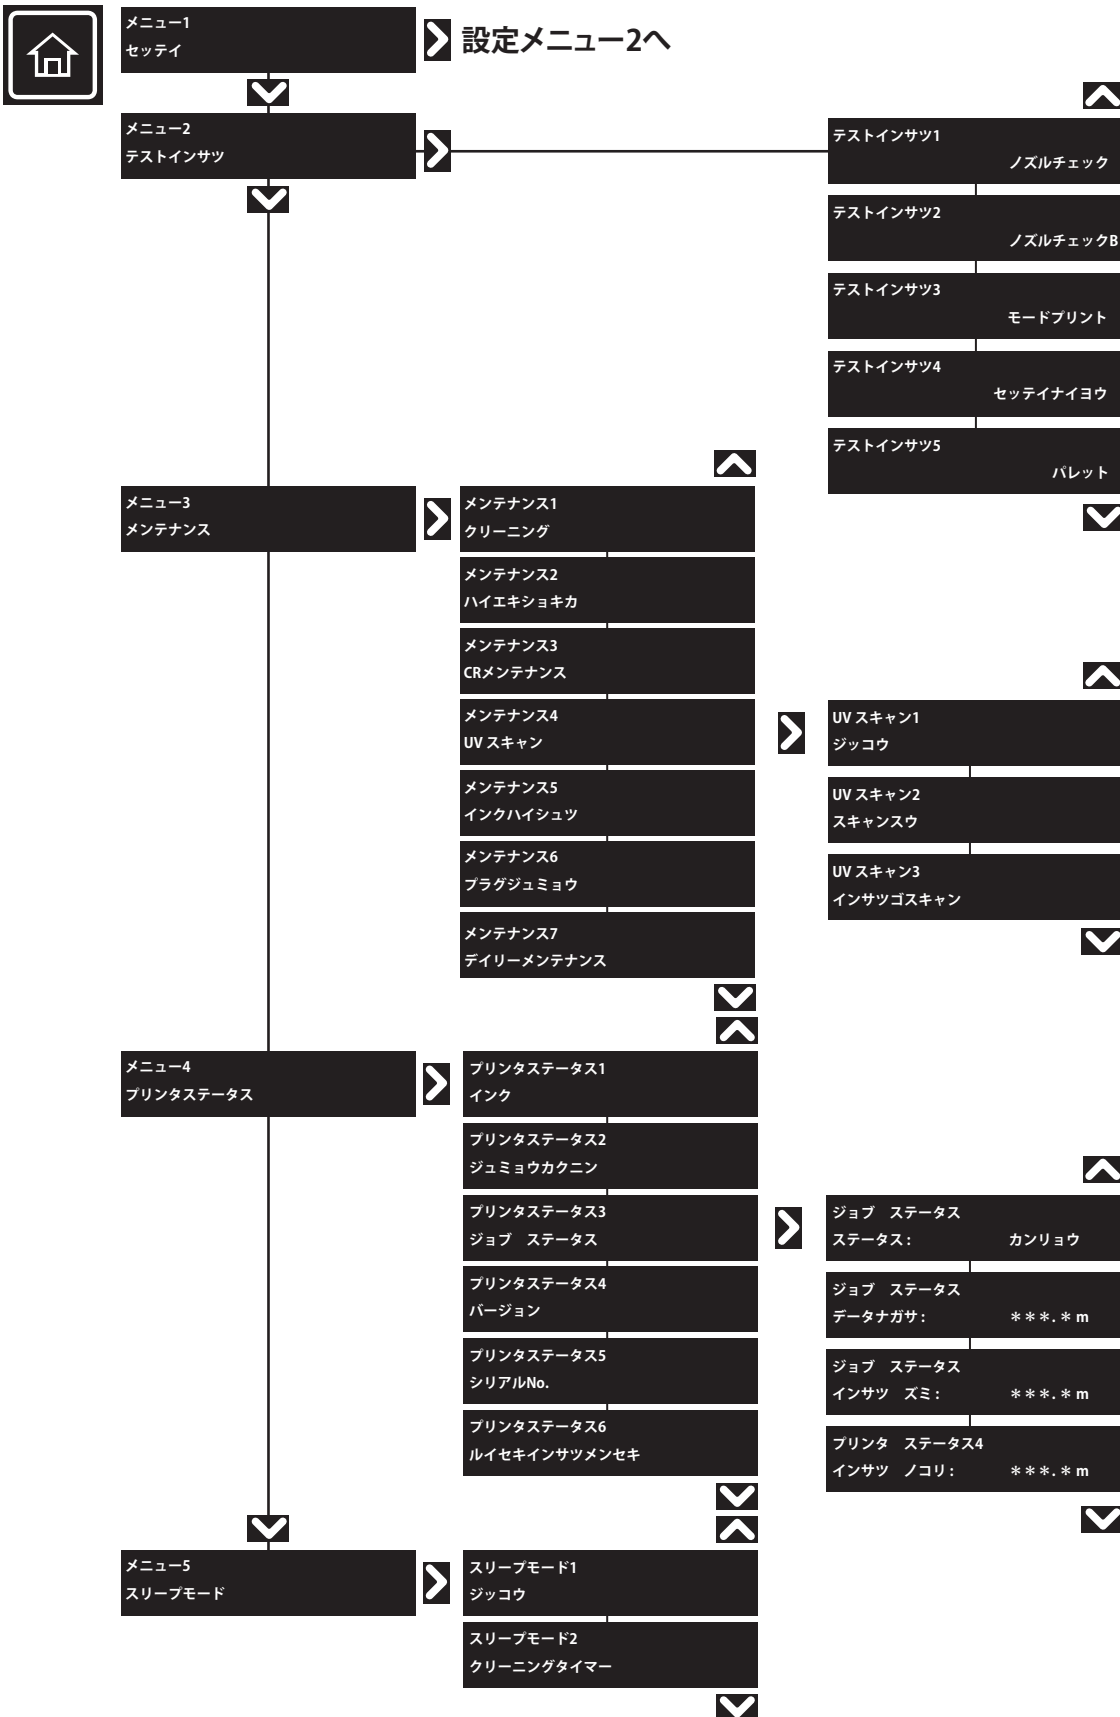 メニュー1
セッテイ
設定メニュー2へ
メニュー2
テストインサツ
テストインサツ1
ノズルチェック
テストインサツ2
ノズルチェックB
テストインサツ3
モードプリント
テストインサツ4
セッテイナイヨウ
テストインサツ5
パレット
メニュー3
メンテナンス
メンテナンス1
クリーニング
メンテナンス2
ハイエキショキカ
メンテナンス3
CRメンテナンス
メンテナンス4
UV スキャン
メンテナンス5
インクハイシュツ
メンテナンス6
プラグジュミョウ
メンテナンス7
デイリーメンテナンス
UV スキャン1
ジッコウ
UV スキャン2
スキャンスウ
UV スキャン3
インサツゴスキャン
メニュー4
プリンタステータス
プリンタステータス1
インク
プリンタステータス2
ジュミョウカクニン
プリンタステータス3
ジョブ　ステータス
プリンタステータス4
バージョン
プリンタステータス5
シリアルNo.
プリンタステータス6
ルイセキインサツメンセキ
ジョブ　ステータス
ステータス :　カンリョウ
ジョブ　ステータス
データナガサ :　＊＊＊. ＊ m
ジョブ　ステータス
インサツ　ズミ :　＊＊＊. ＊ m
プリンタ　ステータス4
インサツ　ノコリ :　＊＊＊. ＊ m
メニュー5
スリープモード
スリープモード1
ジッコウ
スリープモード2
クリーニングタイマー